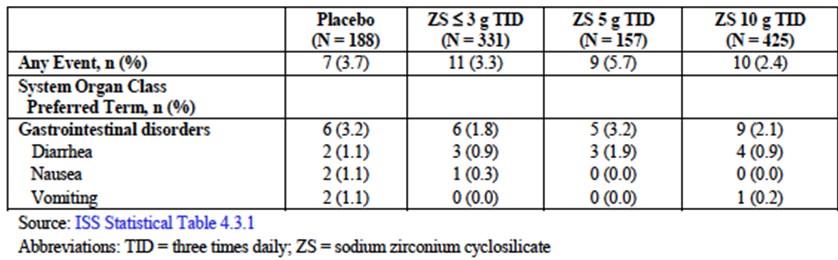 Placebo ZS ≤ 3 g TID ZS 5 g TID ZS 10 g TID
(N = 188) (N = 331) (N = 157) (N = 425)
Any Event, n (%) 7 (3.7) 11 (3.3) 9 (5.7) 10 (2.4)
System Organ Class
Preferred Term, n (%)
Gastrointestinal disorders 6 (3.2) 6 (1.8) 5 (3.2) 9 (2.1)
Diarrhea 2 (1.1) 3 (0.9) 3 (1.9) 4 (0.9)
Nausea 2 (1.1) 1 (0.3) 0 (0.0) 0 (0.0)
Vomiting 2 (1.1) 0 (0.0) 0 (0.0) 1 (0.2)
Source: ISS Statistical Table 4.3.1
Abbreviations: TID = three times daily; ZS = sodium zirconium cyclosilicate